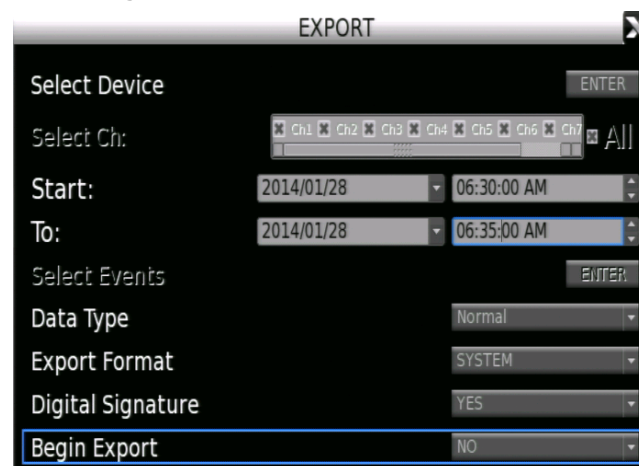 EXPORT
Select Device ENTER
Select Ch: Ch1 Ch2 Ch3 Ch4 Ch5 Ch6 Ch7 All
Start: 2014/01/28 06:30:00 AM
To: 2014/01/28 06:35:00 AM
Select Events ENTER
Data Type Normal
Export Format SYSTEM
Digital Signature YES
Begin Export NO